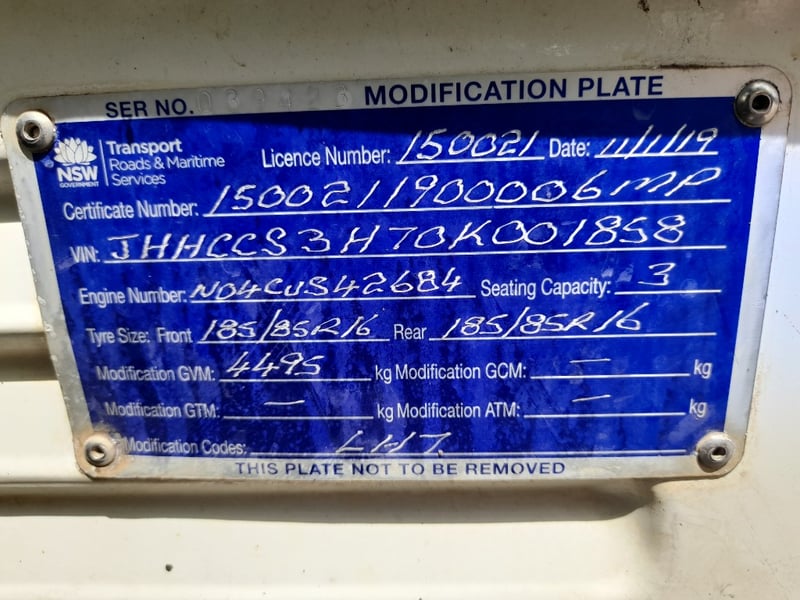 SER NO. 039428 MODIFICATION PLATE
NSW GOVERNMENT
Transport
Roads & Maritime
Services
Licence Number: 150021 Date: 11/1/19
Certificate Number: 1500211900006MP
VIN: JHHCCS3H70K001858
Engine Number: N04CUS42684 Seating Capacity: 3
Tyre Size: Front 185/85R16 Rear 185/85R16
Modification GVM: 4495 kg Modification GCM: — kg
Modification GTM: — kg Modification ATM: — kg
Modification Codes: LH7
THIS PLATE NOT TO BE REMOVED